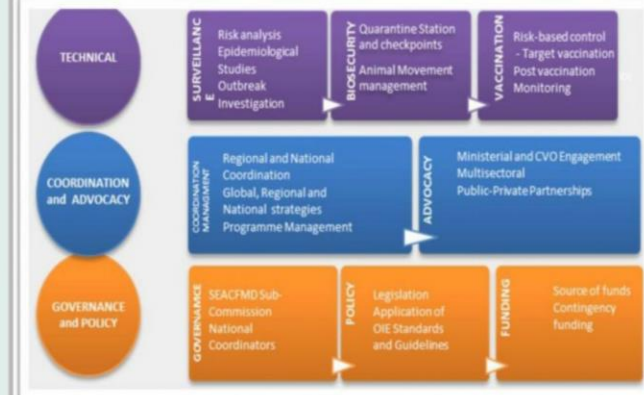 TECHNICAL
SURVEILLANC
E
Risk analysis
Epidemiological
Studies
Outbreak
Investigation
BIOSECURITY
Quarantine Station
and checkpoints
Animal Movement
management
VACCINATION
Risk-based control
- Target vaccination
Post vaccination
Monitoring
COORDINATION
and ADVOCACY
COORDINATION
MANAGMENT
Regional and National
Coordination
Global, Regional and
National strategies
Programme Management
ADVOCACY
Ministerial and CVO Engagement
Multisectoral
Public-Private Partnerships
GOVERNANCE
and POLICY
GOVERNAMCE
SEACFMD Sub-
Commission
National
Coordinators
POLICY
Legislation
Application of
OIE Standards
and Guidelines
FUNDING
Source of funds
Contingency
funding